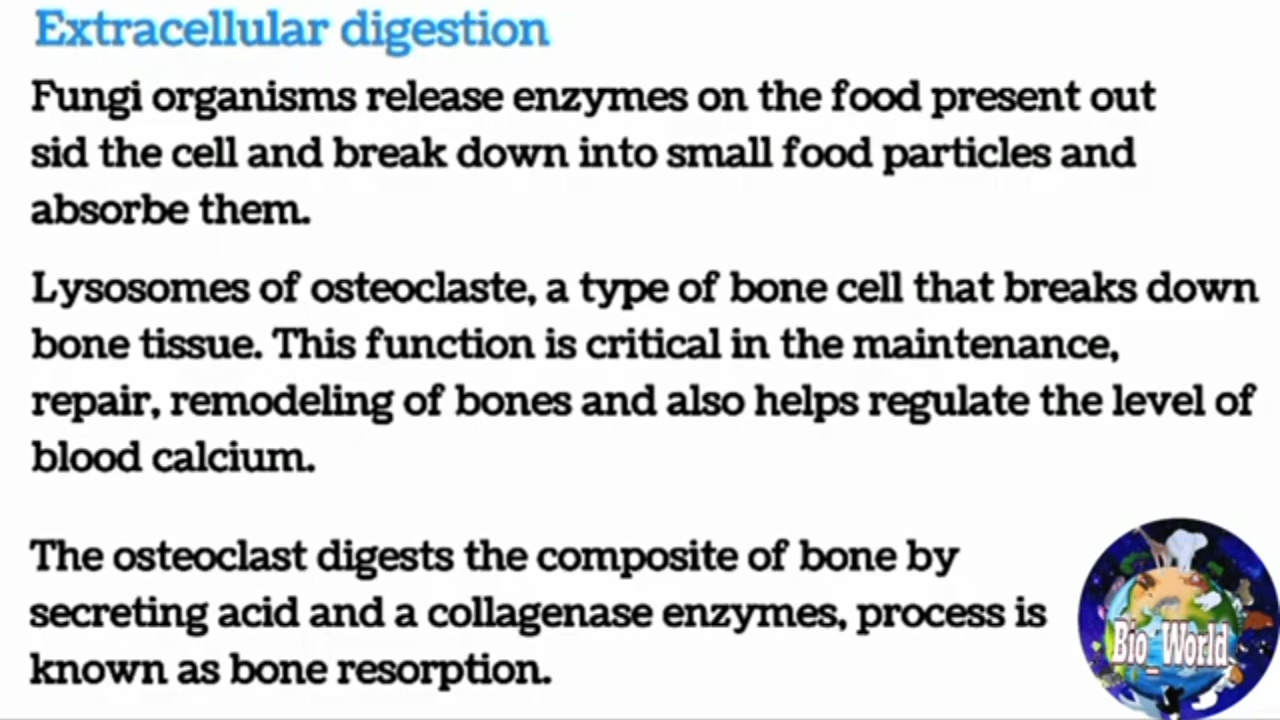 Extracellular digestion
Fungi organisms release enzymes on the food present out
sid the cell and break down into small food particles and
absorbe them.
Lysosomes of osteoclaste, a type of bone cell that breaks down
bone tissue. This function is critical in the maintenance,
repair, remodeling of bones and also helps regulate the level of
blood calcium.
The osteoclast digests the composite of bone by
secreting acid and a collagenase enzymes, process is
known as bone resorption.
Bio_World